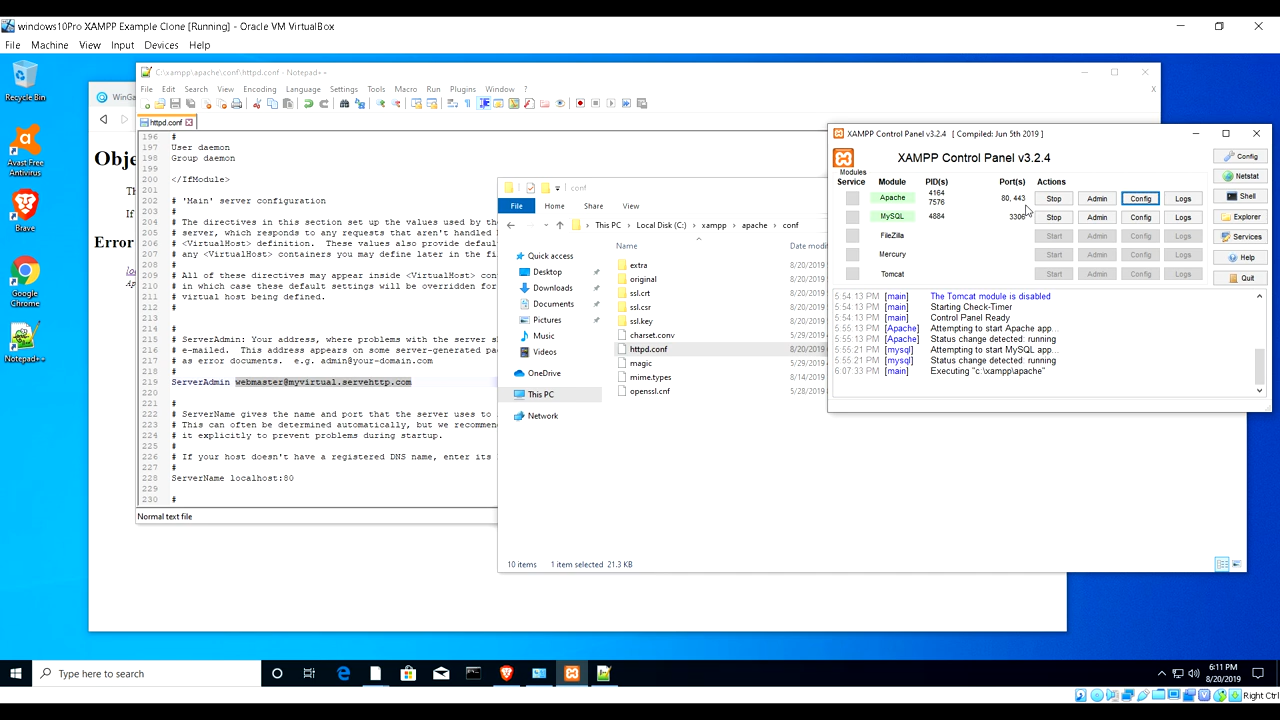 windows10Pro XAMPP Example Clone [Running] - Oracle VM VirtualBox
File Machine View Input Devices Help
Recycle Bin
Avast Free Antivirus
Brave
Google Chrome
Notepad++
WinGa
Obje
Th
If
Error
C:\xampp\apache\conf\httpd.conf - Notepad++
File Edit Search View Encoding Language Settings Tools Macro Run Plugins Window ?
X
httpd.conf
196 #
197 User daemon
198 Group daemon
199
200 </IfModule>
201
202 # 'Main' server configuration
203 #
204 # The directives in this section set up the values used by the
205 # server, which responds to any requests that aren't handled
206 # <VirtualHost> definition.  These values also provide defaul
207 # any <VirtualHost> containers you may define later in the fi
208 #
209 # All of these directives may appear inside <VirtualHost> con
210 # in which case these default settings will be overridden for
211 # virtual host being defined.
212 #
213
214 #
215 # ServerAdmin: Your address, where problems with the server s
216 # e-mailed.  This address appears on some server-generated pa
217 # as error documents.  e.g. admin@your-domain.com
218 #
219 ServerAdmin webmaster@myvirtual.servehttp.com
220
221 #
222 # ServerName gives the name and port that the server uses to
223 # This can often be determined automatically, but we recommen
224 # it explicitly to prevent problems during startup.
225 #
226 # If your host doesn't have a registered DNS name, enter its
227 #
228 ServerName localhost:80
229
230 #
Normal text file
conf
File Home Share View
This PC > Local Disk (C:) > xampp > apache > conf
Name Date modif
Quick access
Desktop
Downloads
Documents
Pictures
Music
Videos
OneDrive
This PC
Network
extra 8/20/2019
original 8/20/2019
ssl.crt 8/20/2019
ssl.csr 8/20/2019
ssl.key 8/20/2019
charset.conv 5/29/2019
httpd.conf 8/20/2019
magic 5/29/2019
mime.types 8/14/2019
openssl.cnf 5/28/2019
10 items 1 item selected 21.3 KB
XAMPP Control Panel v3.2.4 [ Compiled: Jun 5th 2019 ]
XAMPP Control Panel v3.2.4
Modules
Service Module PID(s) Port(s) Actions
Apache 4164 7576 80, 443 Stop Admin Config Logs
MySQL 4884 3306 Stop Admin Config Logs
FileZilla Start Admin Config Logs
Mercury Start Admin Config Logs
Tomcat Start Admin Config Logs
Config
Netstat
Shell
Explorer
Services
Help
Quit
5:54:13 PM [main] The Tomcat module is disabled
5:54:13 PM [main] Starting Check-Timer
5:54:13 PM [main] Control Panel Ready
5:55:13 PM [Apache] Attempting to start Apache app...
5:55:13 PM [Apache] Status change detected: running
5:55:21 PM [mysql] Attempting to start MySQL app...
5:55:21 PM [mysql] Status change detected: running
6:07:33 PM [main] Executing "c:\xampp\apache"
Type here to search
6:11 PM
8/20/2019
Right Ctrl